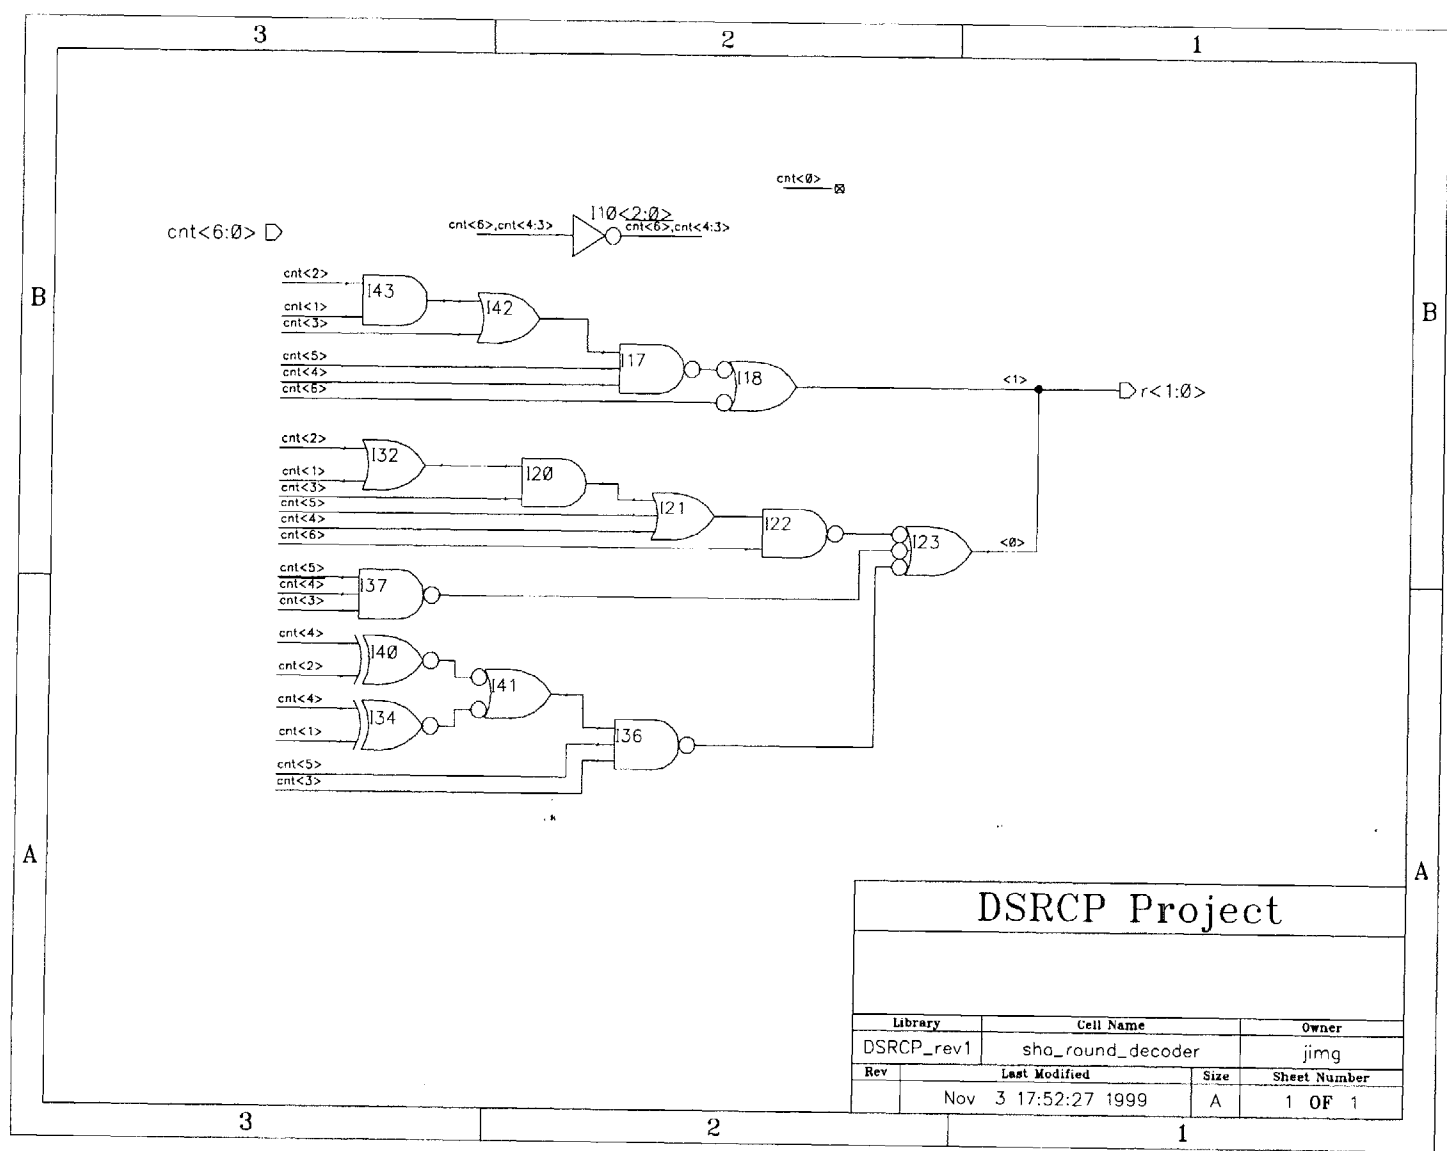 3 2 1
cnt<0>
I10<2:0>
cnt<6:0> cnt<6>,cnt<4:3> cnt<6>,cnt<4:3>
cnt<2>
I43
B B
cnt<1> I42
cnt<3>
cnt<5> I17
cnt<4> I18 <1> r<1:0>
cnt<6>
cnt<2>
I32
cnt<1> I20
cnt<3>
cnt<5> I21
cnt<4> I22
cnt<6> I23 <0>
cnt<5>
cnt<4> I37
cnt<3>
cnt<4>
I40
cnt<2>
I41
cnt<4>
I34
cnt<1> I36
cnt<5>
cnt<3>
A A
DSRCP Project
Library Cell Name Owner
DSRCP_rev1 sha_round_decoder jimg
Rev Last Modified Size Sheet Number
Nov 3 17:52:27 1999 A 1 OF 1
3 2 1